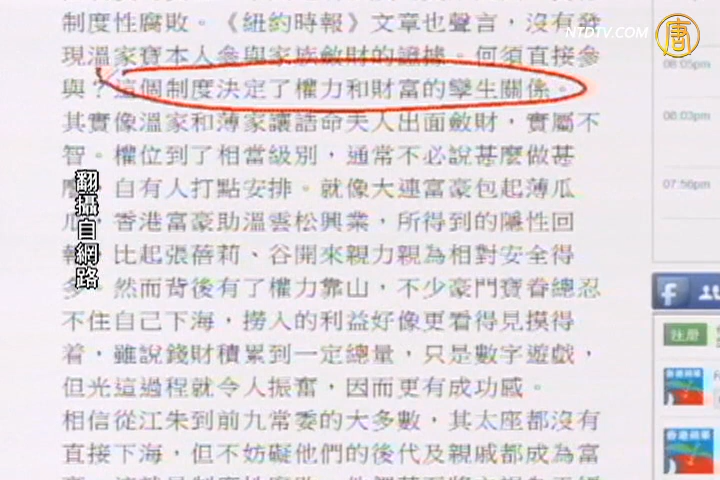 制度性腐敗。《紐約時報》文章也聲言，沒有發
現溫家寶本人參與家族斂財的證據。何須直接參
與？這個制度決定了權力和財富的孿生關係。
其實像溫家和薄家讓誥命夫人出面斂財，實屬不
智。權位到了相當級別，通常不必說甚麼做甚
麼，自有人打點安排。就像大連富豪包起薄瓜
瓜，香港富豪助溫雲松興業，所得到的隱性回
報，比起張蓓莉、谷開來親力親為相對安全得
多。然而背後有了權力靠山，不少豪門寶眷總忍
不住自己下海，撈入的利益好像更看得見摸得
着，雖說錢財積累到一定總量，只是數字遊戲，
但光這過程就令人振奮，因而更有成功感。
相信從江朱到前九常委的大多數，其太座都沒有
直接下海，但不妨礙他們的後代及親戚都成為富
翻攝自網路
NTDTV.COM
唐
08:05pm
08:03pm
07:56pm
註冊